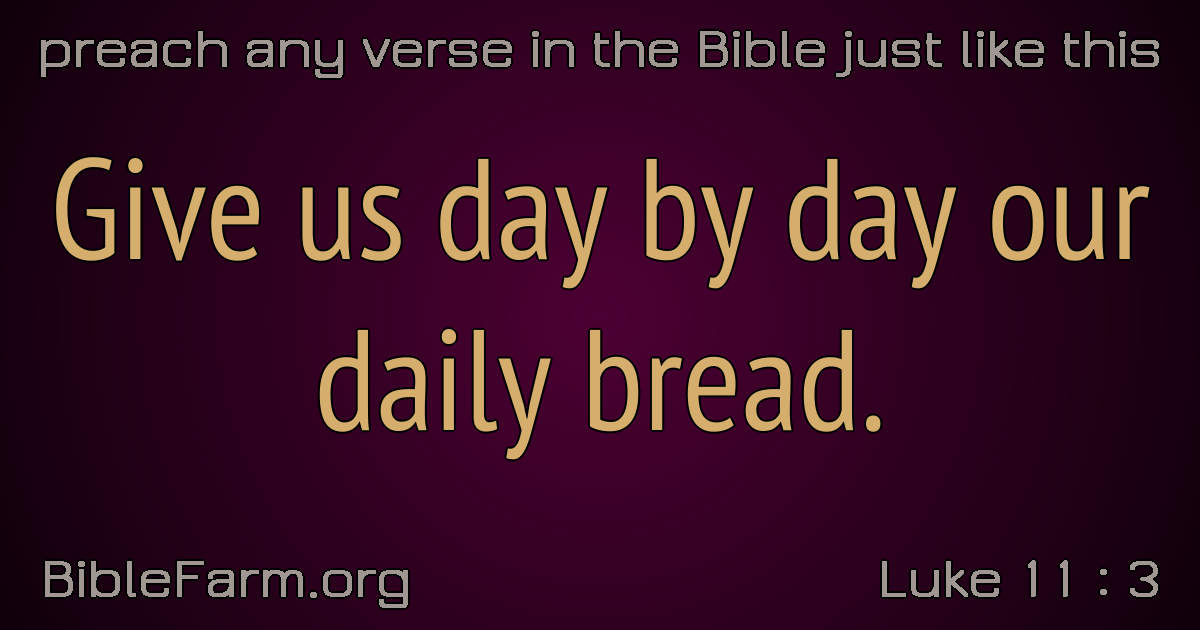 preach any verse in the Bible just like this
Give us day by day our
daily bread.
BibleFarm.org
Luke 11 : 3